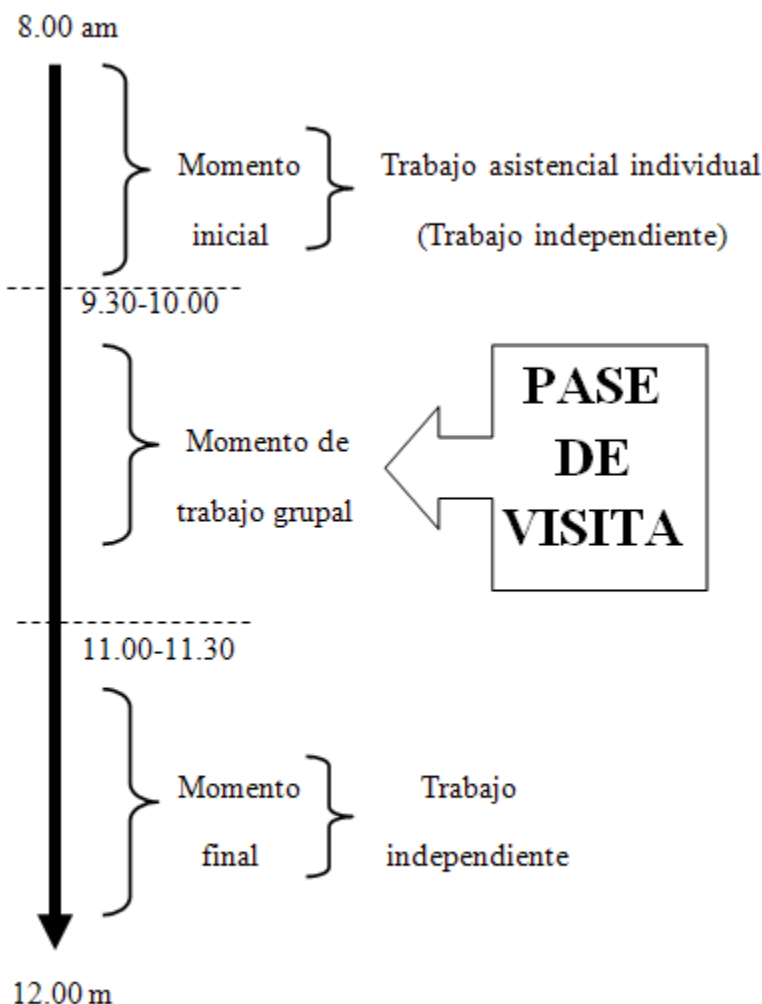 8.00 am
Momento
inicial
Trabajo asistencial individual
(Trabajo independiente)
9.30-10.00
Momento de
trabajo grupal
PASE
DE
VISITA
11.00-11.30
Momento
final
Trabajo
independiente
12.00 m